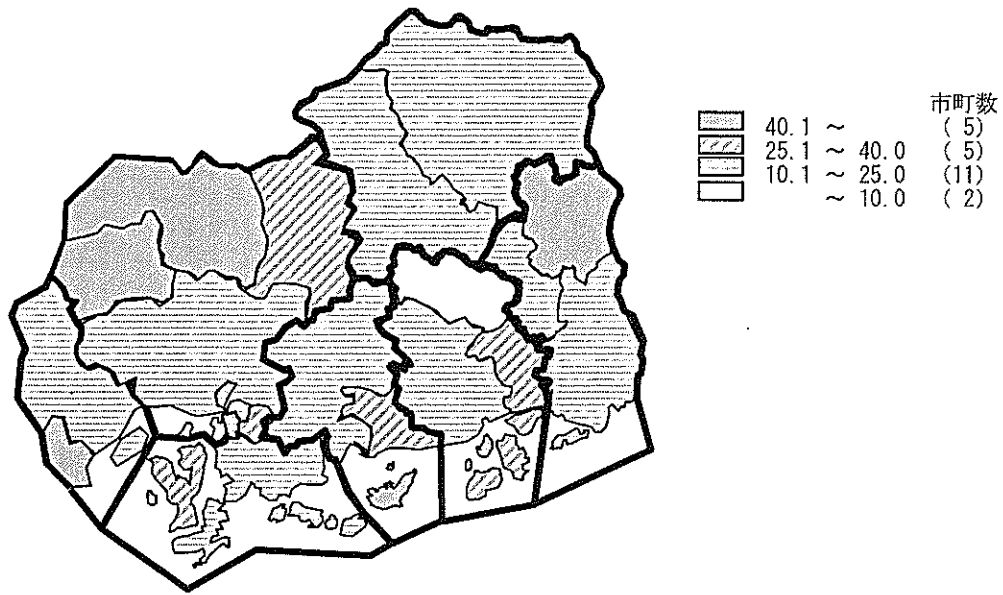 市町数
40.1 ～ ( 5)
25.1 ～ 40.0 ( 5)
10.1 ～ 25.0 (11)
～ 10.0 ( 2)